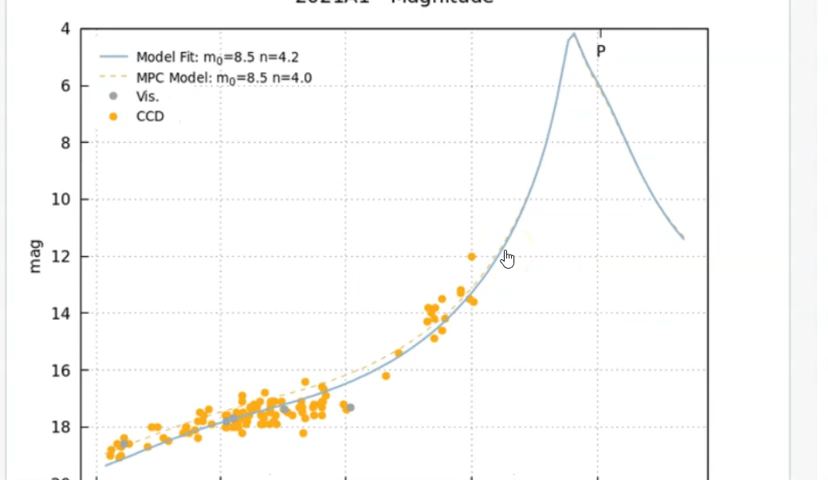 4
P
Model Fit: m0=8.5 n=4.2
MPC Model: m0=8.5 n=4.0
Vis.
CCD
6
8
10
12
14
16
18
mag